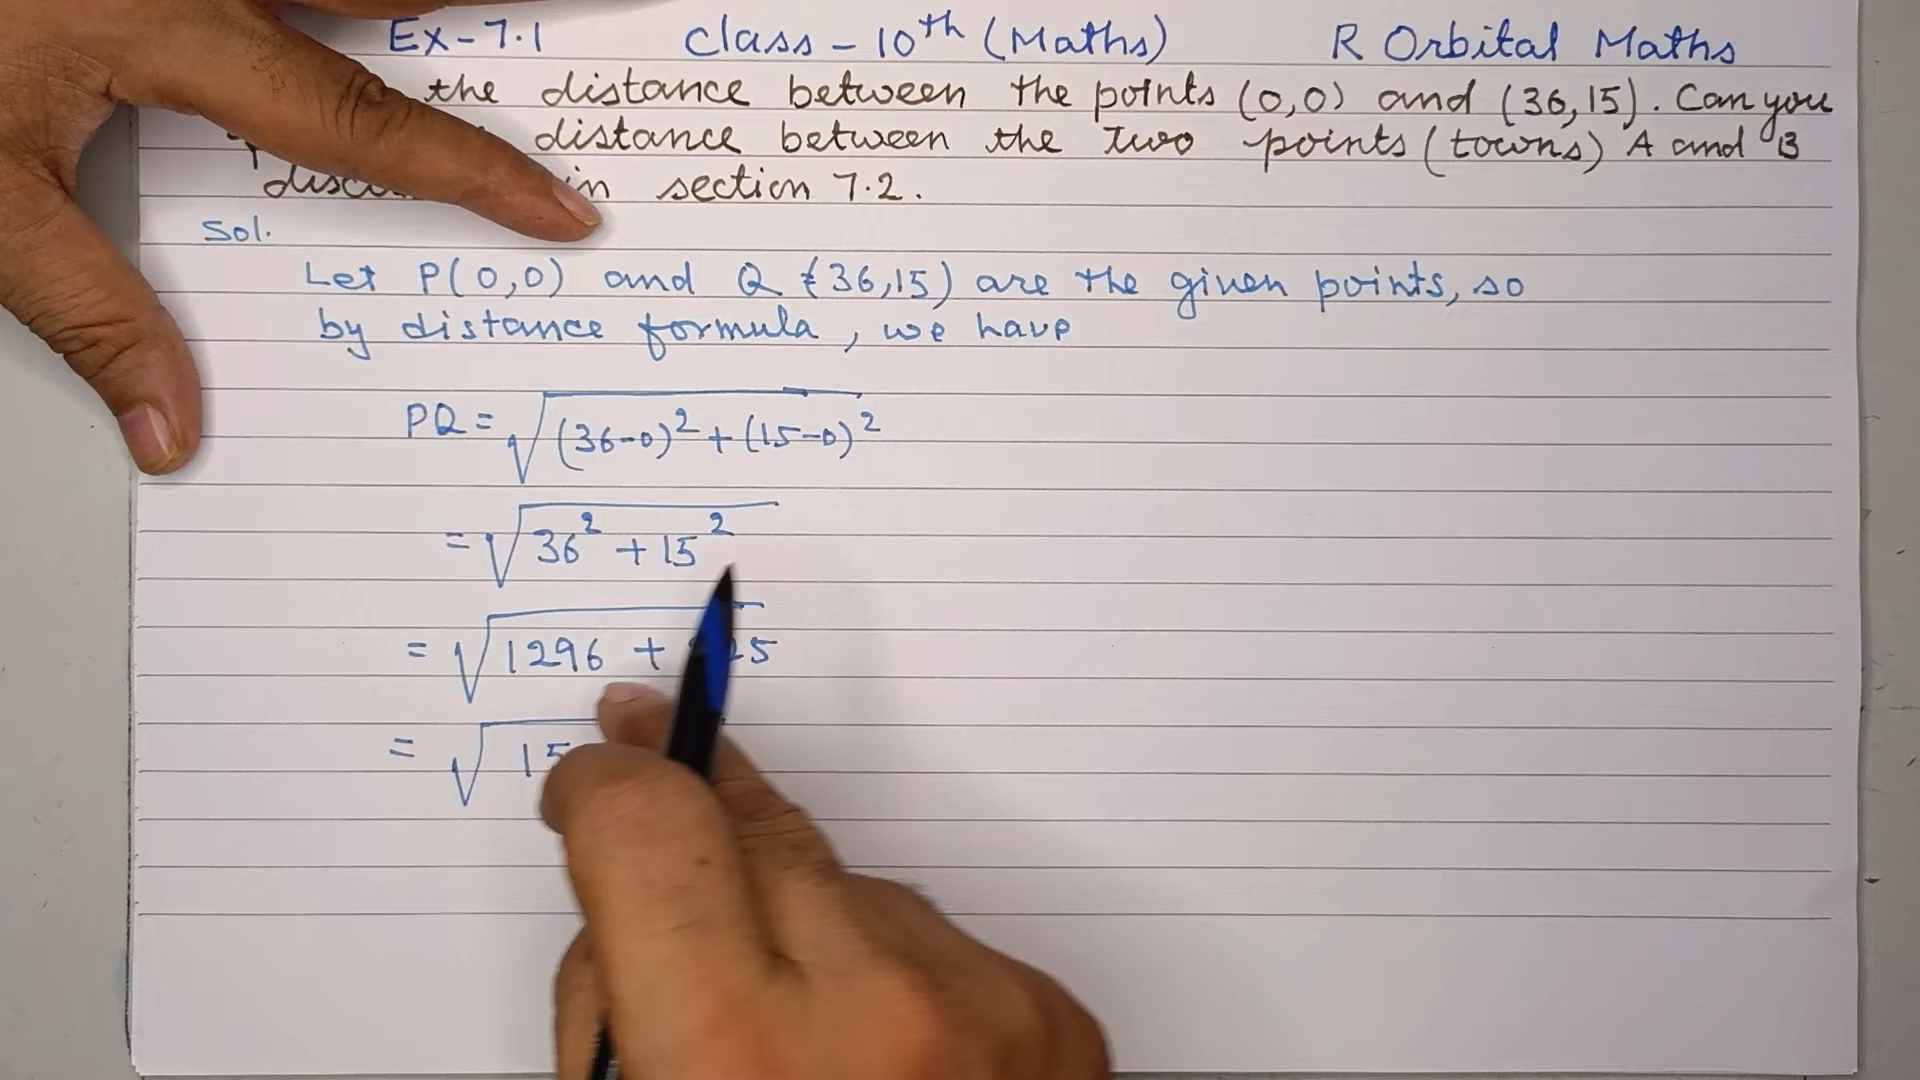 Ex-7.1 Class-10th (Maths) R Orbital Maths
the distance between the points (0,0) and (36,15). Can you
distance between the two points (towns) A and B
in section 7.2.
Sol.
Let P(0,0) and Q (36,15) are the given points, so
by distance formula, we have
PQ = √(36-0)² + (15-0)²
= √36² + 15²
= √1296 + 25
= √15